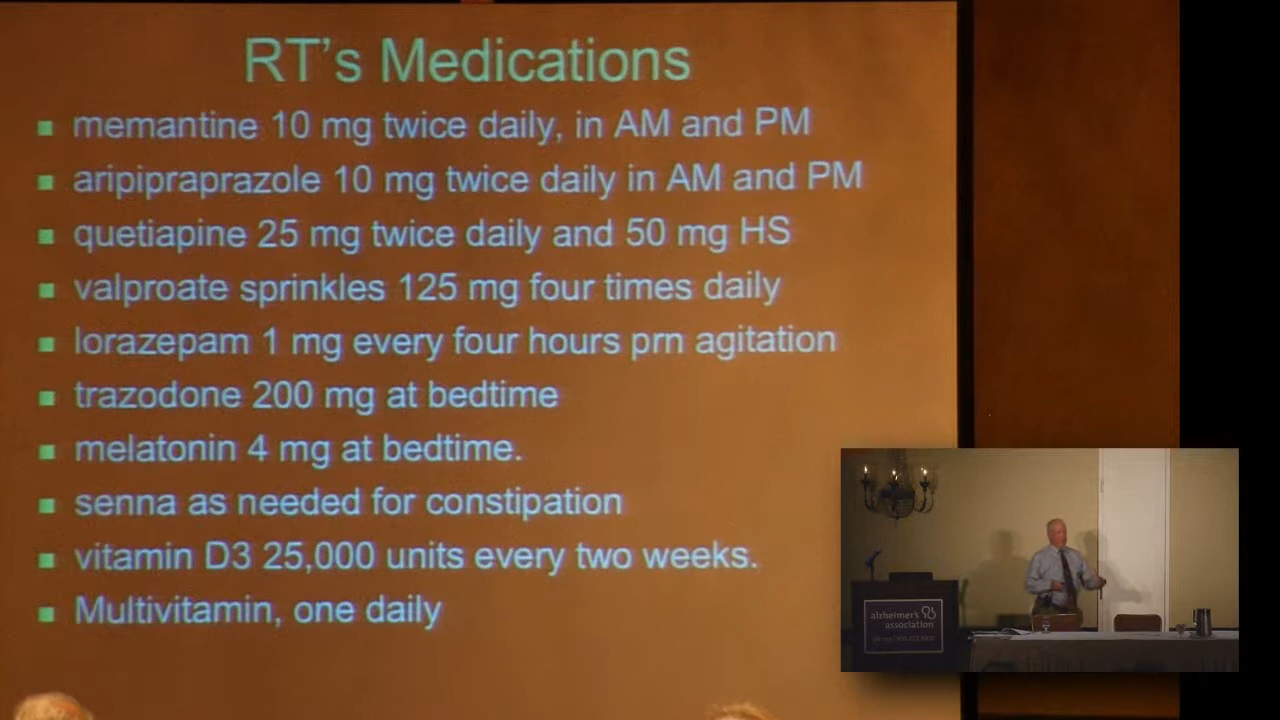 RT's Medications
memantine 10 mg twice daily, in AM and PM
aripipraprazole 10 mg twice daily in AM and PM
quetiapine 25 mg twice daily and 50 mg HS
valproate sprinkles 125 mg four times daily
lorazepam 1 mg every four hours prn agitation
trazodone 200 mg at bedtime
melatonin 4 mg at bedtime.
senna as needed for constipation
vitamin D3 25,000 units every two weeks.
Multivitamin, one daily
alzheimer's
association